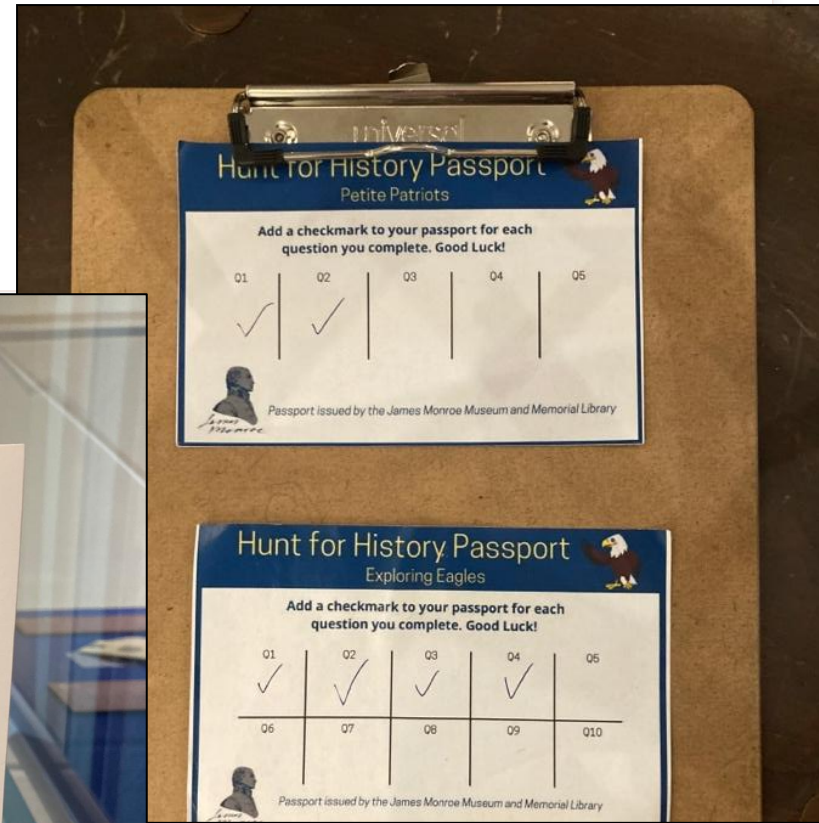 universal
Hunt for History Passport
Petite Patriots
Add a checkmark to your passport for each
question you complete. Good Luck!
Q1 Q2 Q3 Q4 Q5
James
Monroe
Passport issued by the James Monroe Museum and Memorial Library
Hunt for History Passport
Exploring Eagles
Add a checkmark to your passport for each
question you complete. Good Luck!
Q1 Q2 Q3 Q4 Q5
Q6 Q7 Q8 Q9 Q10
Passport issued by the James Monroe Museum and Memorial Library